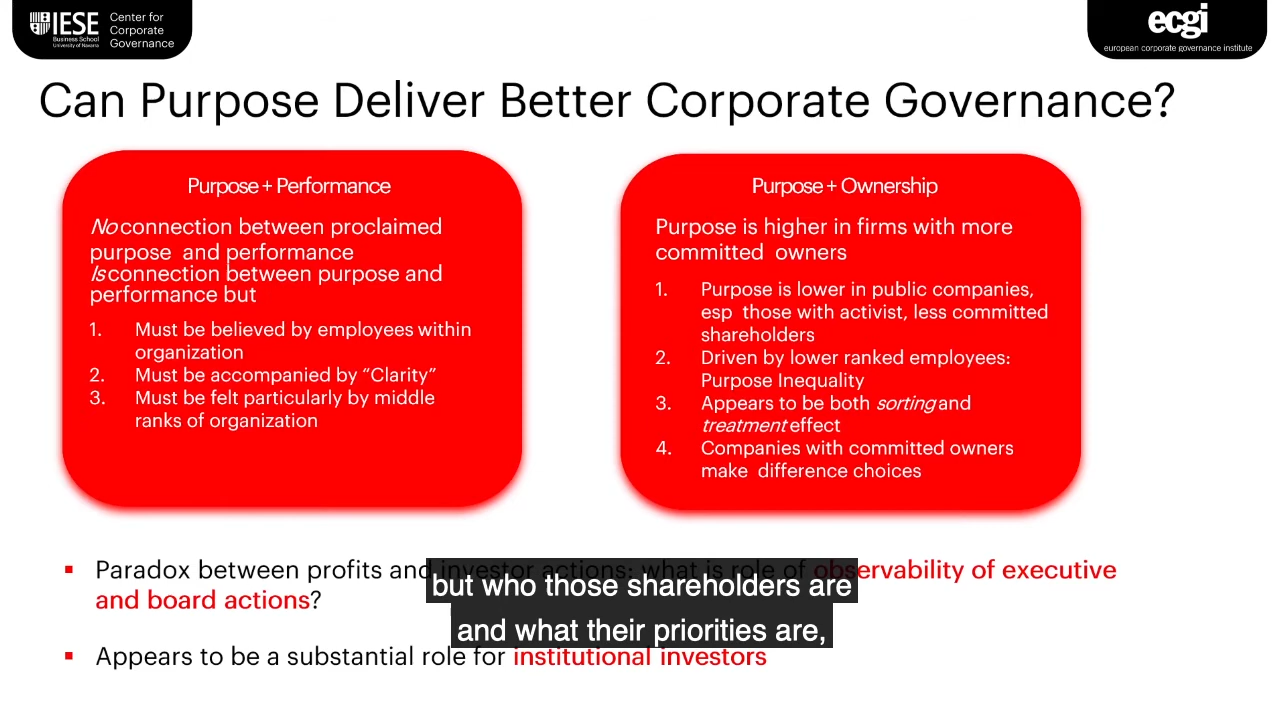 IESE
Business School
University of Navarra
Center for
Corporate
Governance
ecgi
european corporate governance institute
Can Purpose Deliver Better Corporate Governance?
Purpose + Performance
No connection between proclaimed
purpose and performance
Is connection between purpose and
performance but
1. Must be believed by employees within
organization
2. Must be accompanied by “Clarity”
3. Must be felt particularly by middle
ranks of organization
Purpose + Ownership
Purpose is higher in firms with more
committed owners
1. Purpose is lower in public companies,
esp those with activist, less committed
shareholders
2. Driven by lower ranked employees:
Purpose Inequality
3. Appears to be both sorting and
treatment effect
4. Companies with committed owners
make difference choices
▪ Paradox between profits and investor actions: what is role of observability of executive
and board actions?
▪ Appears to be a substantial role for institutional investors
but who those shareholders are
and what their priorities are,